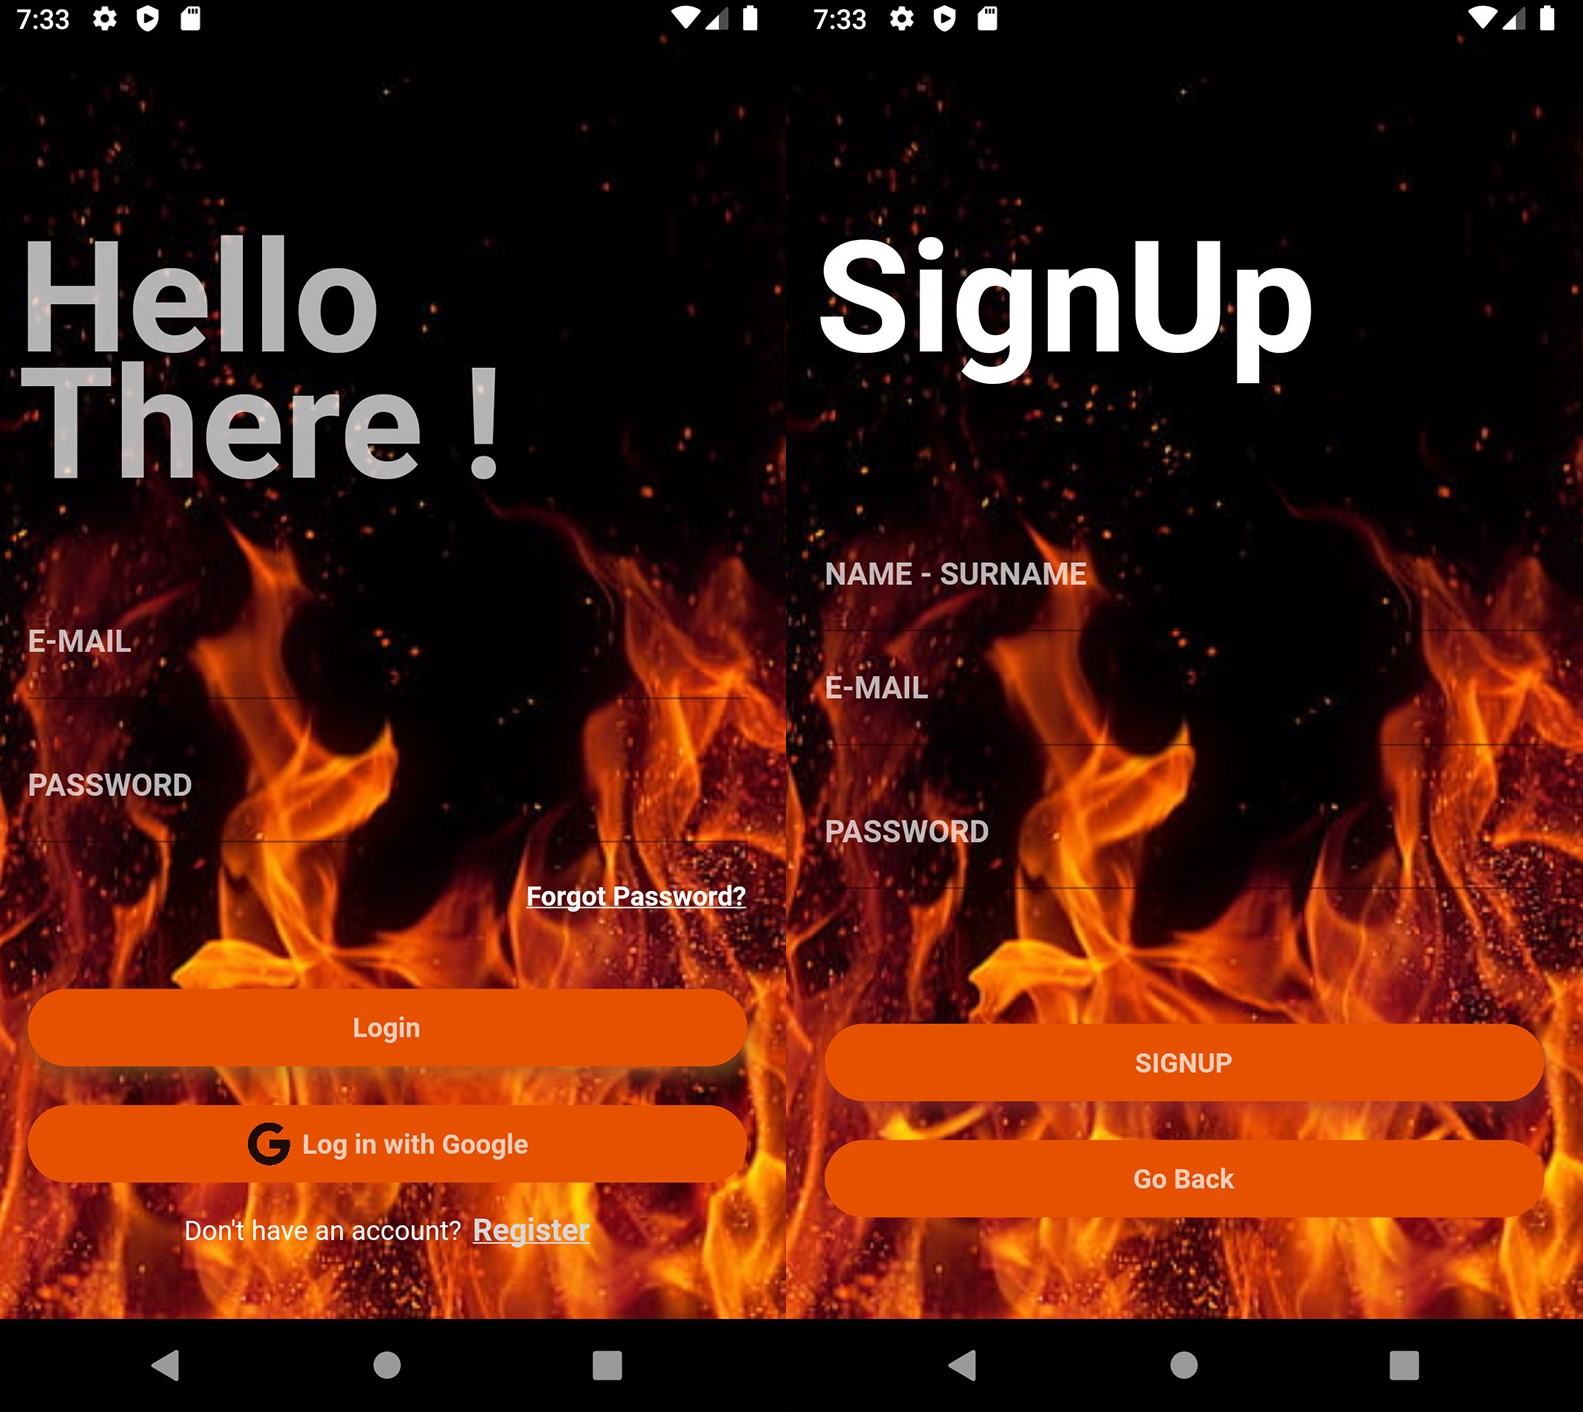 7:33
Hello
There !
E-MAIL
PASSWORD
Forgot Password?
Login
G Log in with Google
Don't have an account? Register
7:33
SignUp
NAME - SURNAME
E-MAIL
PASSWORD
SIGNUP
Go Back